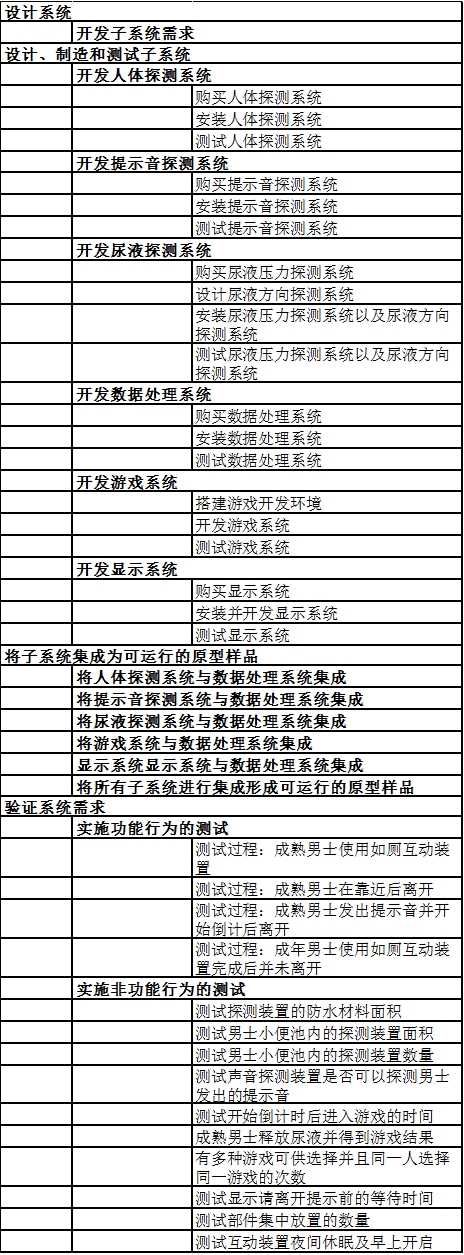 设计系统
开发子系统需求
设计、制造和测试子系统
开发人体探测系统
购买人体探测系统
安装人体探测系统
测试人体探测系统
开发提示音探测系统
购买提示音探测系统
安装提示音探测系统
测试提示音探测系统
开发尿液探测系统
购买尿液压力探测系统
设计尿液方向探测系统
安装尿液压力探测系统以及尿液方向
探测系统
测试尿液压力探测系统以及尿液方向
探测系统
开发数据处理系统
购买数据处理系统
安装数据处理系统
测试数据处理系统
开发游戏系统
搭建游戏开发环境
开发游戏系统
测试游戏系统
开发显示系统
购买显示系统
安装并开发显示系统
测试显示系统
将子系统集成为可运行的原型样品
将人体探测系统与数据处理系统集成
将提示音探测系统与数据处理系统集成
将尿液探测系统与数据处理系统集成
将游戏系统与数据处理系统集成
显示系统显示系统与数据处理系统集成
将所有子系统进行集成形成可运行的原型样品
验证系统需求
实施功能行为的测试
测试过程：成熟男士使用如厕互动装
置
测试过程：成熟男士在靠近后离开
测试过程：成熟男士发出提示音并开
始倒计后离开
测试过程：成年男士使用如厕互动装
置完成后并未离开
实施非功能行为的测试
测试探测装置的防水材料面积
测试男士小便池内的探测装置面积
测试男士小便池内的探测装置数量
测试声音探测装置是否可以探测男士
发出的提示音
测试开始倒计时后进入游戏的时间
成熟男士释放尿液并得到游戏结果
有多种游戏可供选择并且同一人选择
同一游戏的次数
测试显示请离开提示前的等待时间
测试部件集中放置的数量
测试互动装置夜间休眠及早上开启